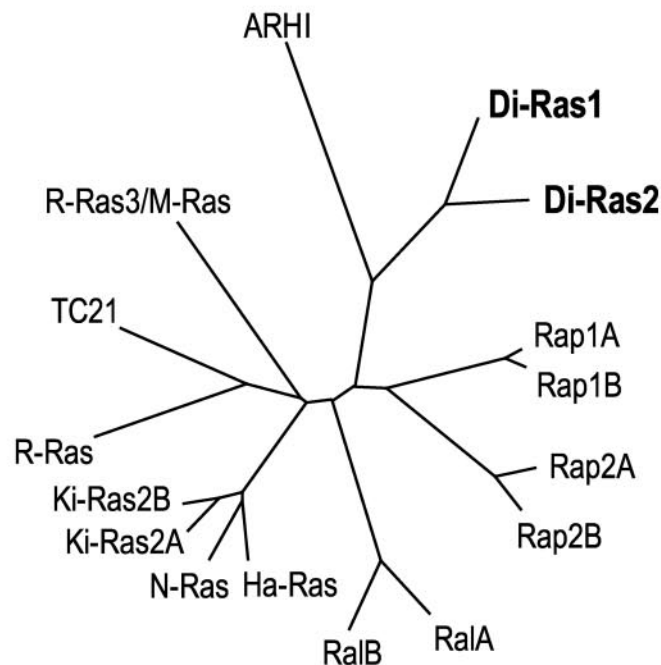 ARHI
Di-Ras1
Di-Ras2
R-Ras3/M-Ras
TC21
Rap1A
Rap1B
R-Ras
Rap2A
Ki-Ras2B
Rap2B
Ki-Ras2A
N-Ras
Ha-Ras
RalA
RalB